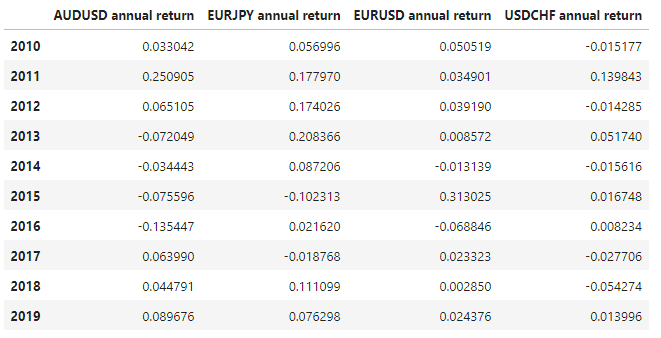 AUDUSD annual return EURJPY annual return EURUSD annual return USDCHF annual return
2010 0.033042 0.056996 0.050519 -0.015177
2011 0.250905 0.177970 0.034901 0.139843
2012 0.065105 0.174026 0.039190 -0.014285
2013 -0.072049 0.208366 0.008572 0.051740
2014 -0.034443 0.087206 -0.013139 -0.015616
2015 -0.075596 -0.102313 0.313025 0.016748
2016 -0.135447 0.021620 -0.068846 0.008234
2017 0.063990 -0.018768 0.023323 -0.027706
2018 0.044791 0.111099 0.002850 -0.054274
2019 0.089676 0.076298 0.024376 0.013996